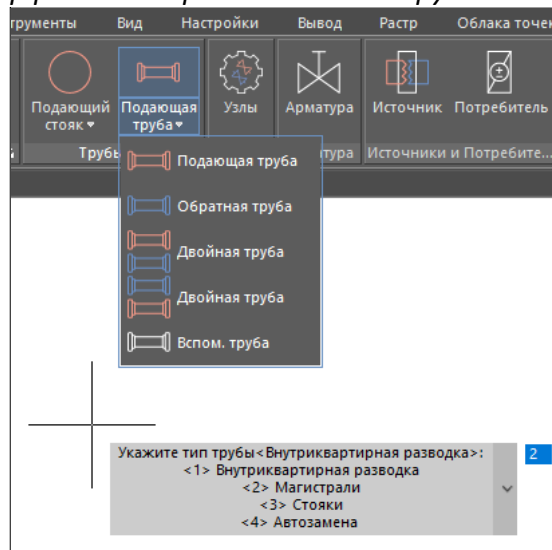 трументы Вид Настройки Вывод Растр Облака точек
Подающий стояк
Подающая труба
Узлы
Арматура
Источник
Потребитель
Трубы
тура
Источники и Потребите...
Подающая труба
Обратная труба
Двойная труба
Двойная труба
Вспом. труба
Укажите тип трубы<Внутриквартирная разводка>: 2
<1> Внутриквартирная разводка
<2> Магистрали
<3> Стояки
<4> Автозамена